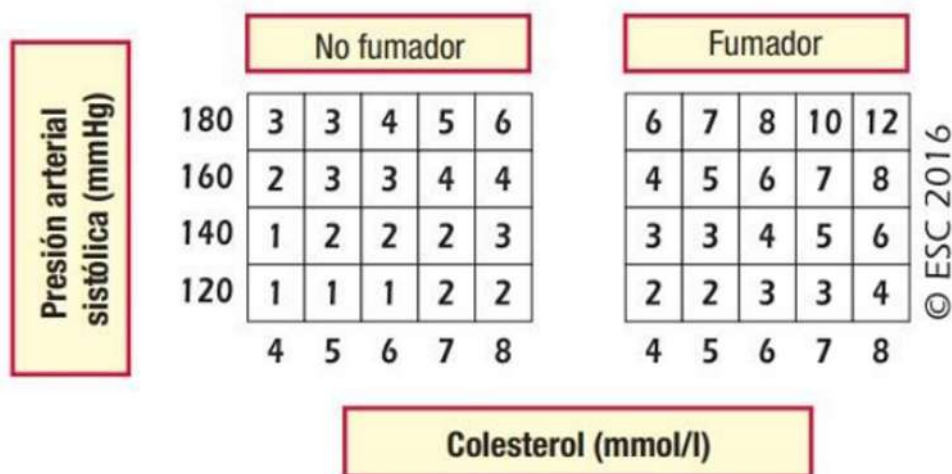 No fumador
Fumador
Presión arterial
sistólica (mmHg)
180 3 3 4 5 6 6 7 8 10 12
160 2 3 3 4 4 4 5 6 7 8
140 1 2 2 2 3 3 3 4 5 6
120 1 1 1 2 2 2 2 3 3 4
4 5 6 7 8 4 5 6 7 8
© ESC 2016
Colesterol (mmol/l)